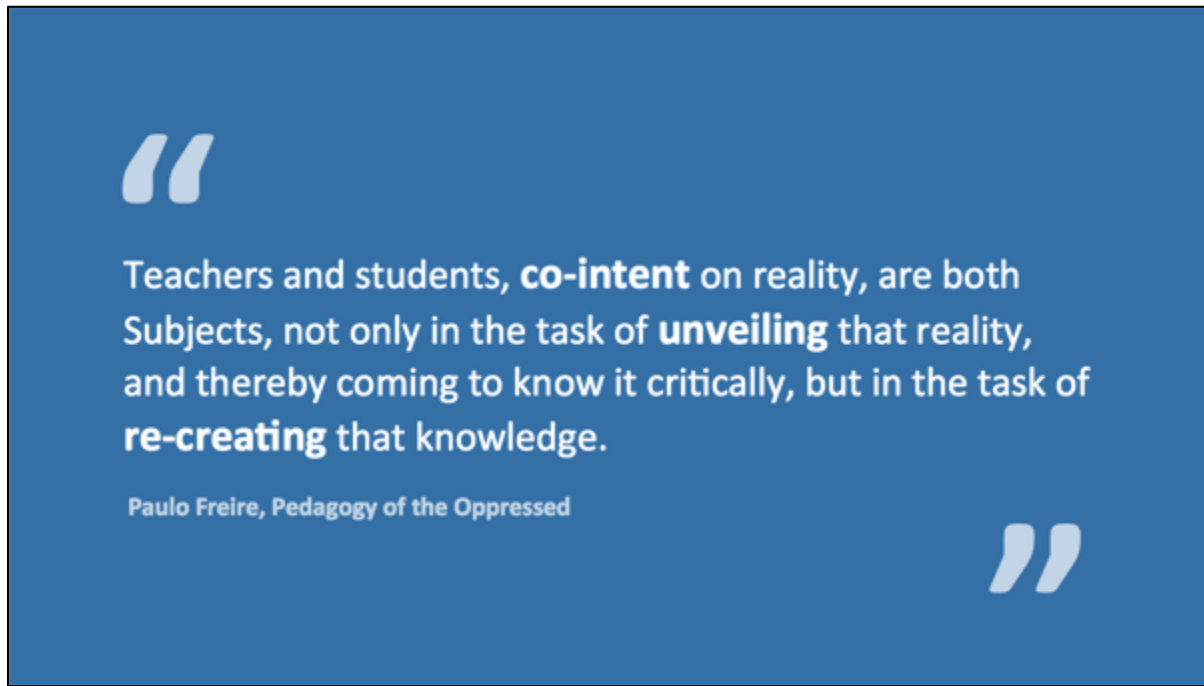 “
Teachers and students, co-intent on reality, are both
Subjects, not only in the task of unveiling that reality,
and thereby coming to know it critically, but in the task of
re-creating that knowledge.
Paulo Freire, Pedagogy of the Oppressed
”